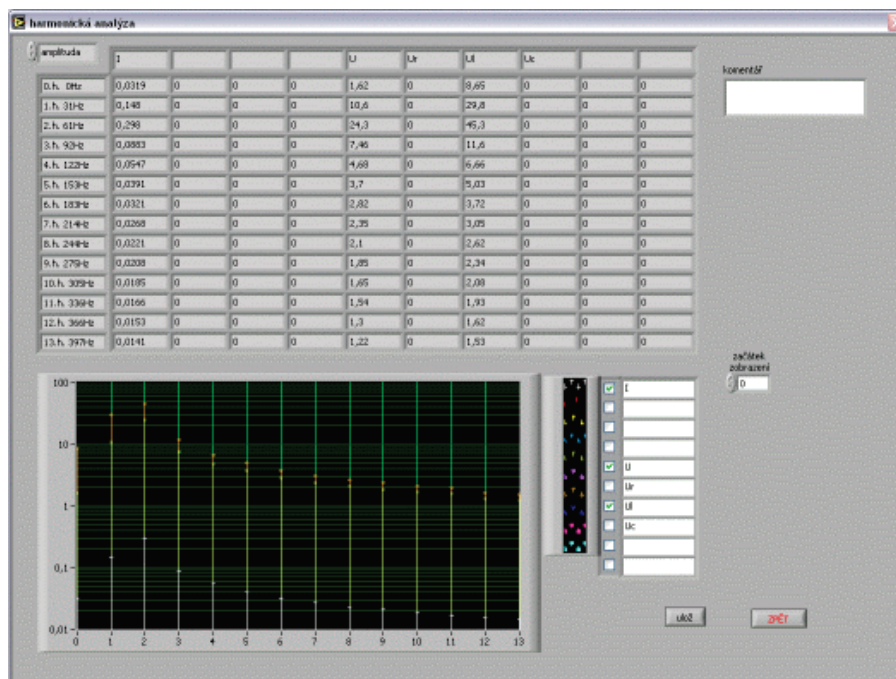 harmonická analýza
amplituda I U Ur Ul Uc
0.h. 0Hz 0,0319 0 0 0 1,62 0 8,65 0 0 0
1.h. 31Hz 0,148 0 0 0 10,6 0 29,8 0 0 0
2.h. 61Hz 0,298 0 0 0 24,3 0 45,3 0 0 0
3.h. 92Hz 0,0883 0 0 0 7,46 0 11,6 0 0 0
4.h. 122Hz 0,0547 0 0 0 4,68 0 6,66 0 0 0
5.h. 153Hz 0,0391 0 0 0 3,7 0 5,03 0 0 0
6.h. 183Hz 0,0321 0 0 0 2,82 0 3,72 0 0 0
7.h. 214Hz 0,0268 0 0 0 2,35 0 3,05 0 0 0
8.h. 244Hz 0,0221 0 0 0 2,1 0 2,62 0 0 0
9.h. 275Hz 0,0208 0 0 0 1,85 0 2,34 0 0 0
10.h. 305Hz 0,0185 0 0 0 1,65 0 2,08 0 0 0
11.h. 336Hz 0,0166 0 0 0 1,54 0 1,93 0 0 0
12.h. 366Hz 0,0153 0 0 0 1,3 0 1,62 0 0 0
13.h. 397Hz 0,0141 0 0 0 1,22 0 1,53 0 0 0
komentář
začátek
zobrazení
0
100
10
1
0,1
0,01
0 1 2 3 4 5 6 7 8 9 10 11 12 13
I
U
Ur
Ul
Uc
ulož
ZPĚT